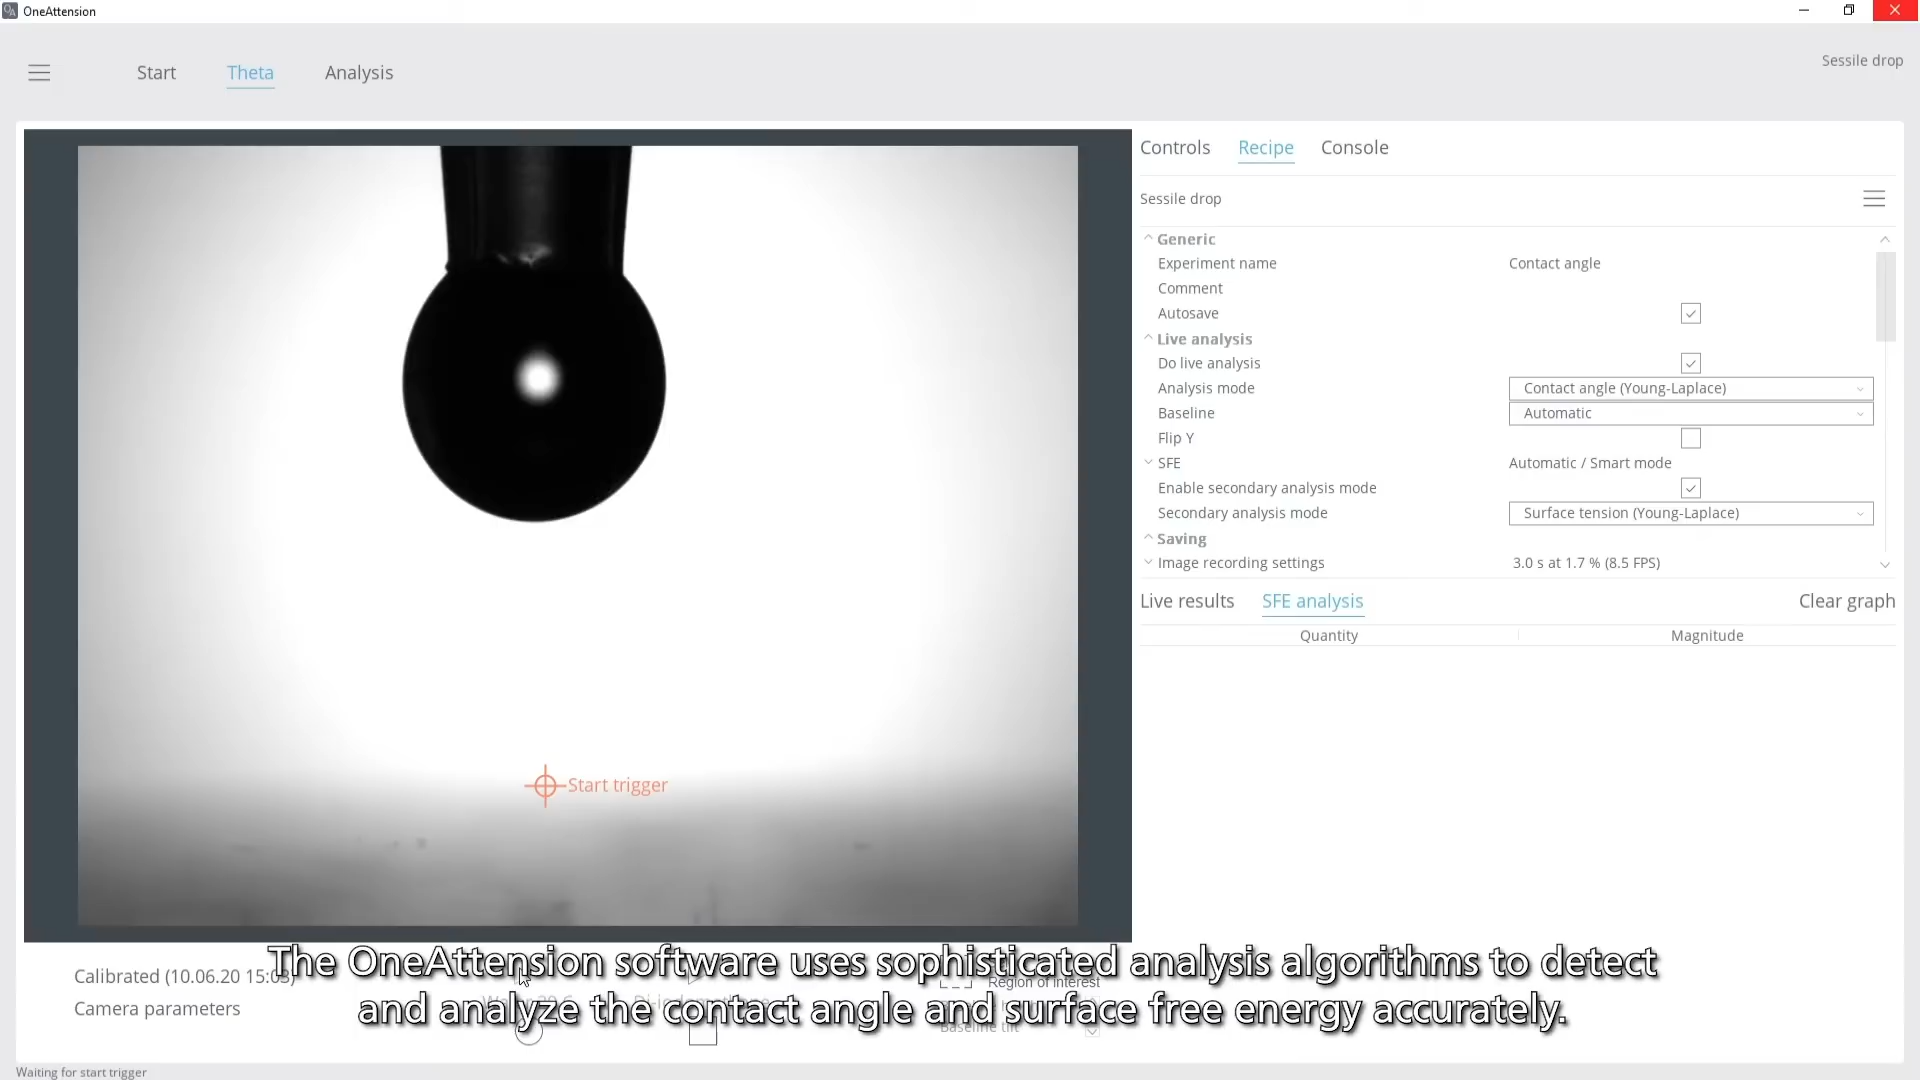 OneAttension
Start
Theta
Analysis
Sessile drop
Controls
Recipe
Console
Sessile drop
Generic
Experiment name
Contact angle
Comment
Autosave
Live analysis
Do live analysis
Analysis mode
Contact angle (Young-Laplace)
Baseline
Automatic
Flip Y
SFE
Automatic / Smart mode
Enable secondary analysis mode
Secondary analysis mode
Surface tension (Young-Laplace)
Saving
Image recording settings
3.0 s at 1.7 % (8.5 FPS)
Live results
SFE analysis
Clear graph
Quantity
Magnitude
Start trigger
Calibrated (10.06.20 15:03)
Camera parameters
Region of interest
Baseline tilt
The OneAttension software uses sophisticated analysis algorithms to detect
and analyze the contact angle and surface free energy accurately.
Waiting for start trigger